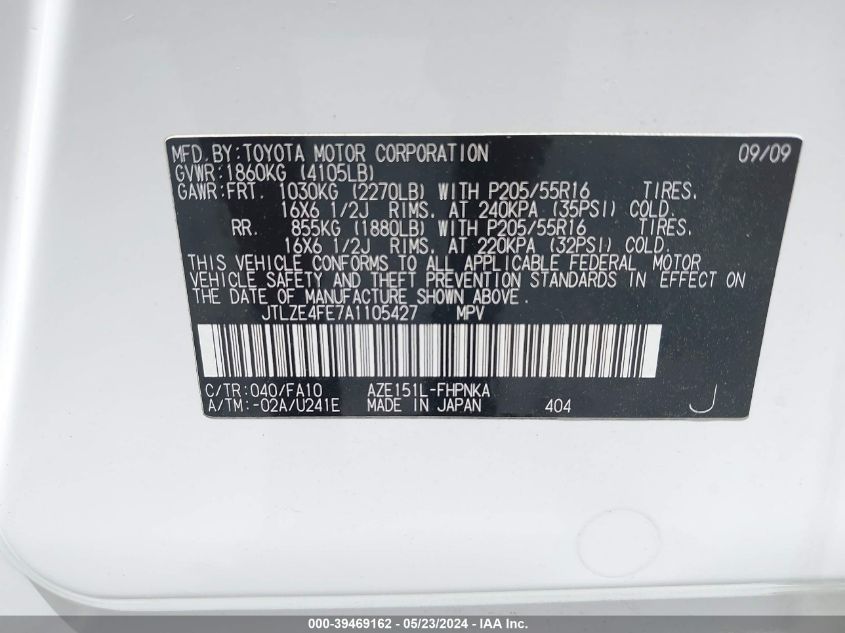 MFD.BY:TOYOTA MOTOR CORPORATION 09/09
GVWR:1860KG (4105LB)
GAWR:FRT. 1030KG (2270LB) WITH P205/55R16 TIRES,
16X6 1/2J RIMS, AT 240KPA (35PSI) COLD.
RR. 855KG (1880LB) WITH P205/55R16 TIRES,
16X6 1/2J RIMS, AT 220KPA (32PSI) COLD.
THIS VEHICLE CONFORMS TO ALL APPLICABLE FEDERAL MOTOR
VEHICLE SAFETY AND THEFT PREVENTION STANDARDS IN EFFECT ON
THE DATE OF MANUFACTURE SHOWN ABOVE.
JTLZE4FE7A1105427 MPV
C/TR:040/FA10 AZE151L-FHPNKA
A/TM:-02A/U241E MADE IN JAPAN 404 J
000-39469162 - 05/23/2024 - IAA Inc.